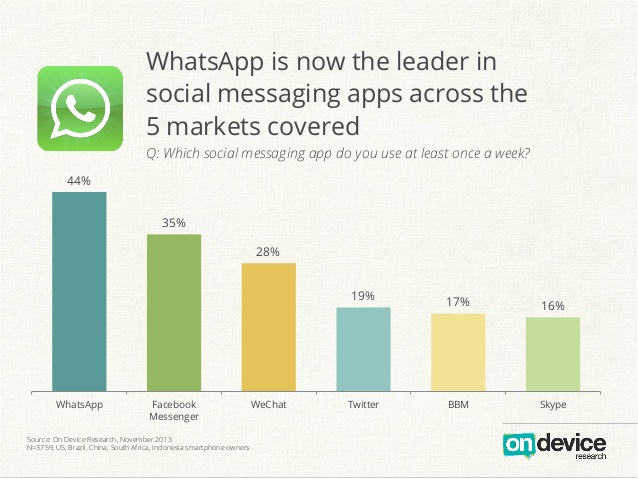 WhatsApp is now the leader in
social messaging apps across the
5 markets covered
Q: Which social messaging app do you use at least once a week?
44%
35%
28%
19%
17%
16%
WhatsApp
Facebook
Messenger
WeChat
Twitter
BBM
Skype
Source: On Device Research, November 2013
N=3759, US, Brazil, China, South Africa, Indonesia smartphone owners
on device
research